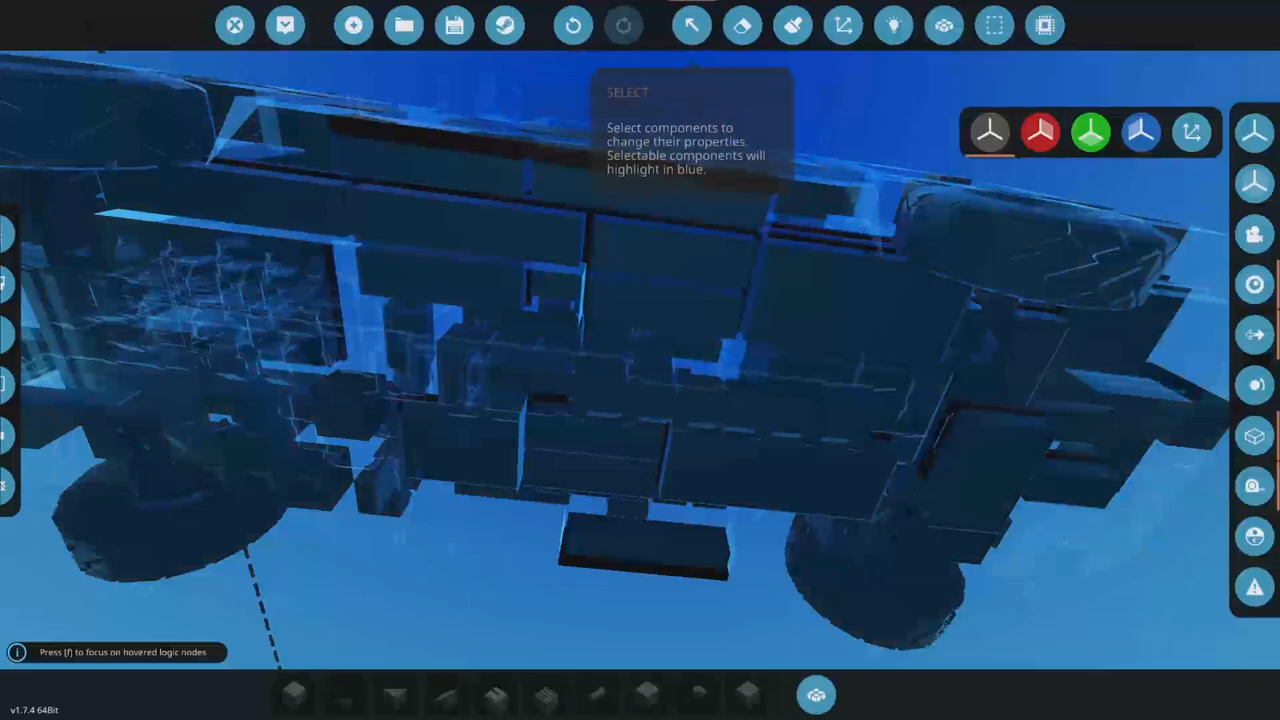 SELECT
Select components to
change their properties.
Selectable components will
highlight in blue.
Press [f] to focus on hovered logic nodes
v1.7.4 64Bit